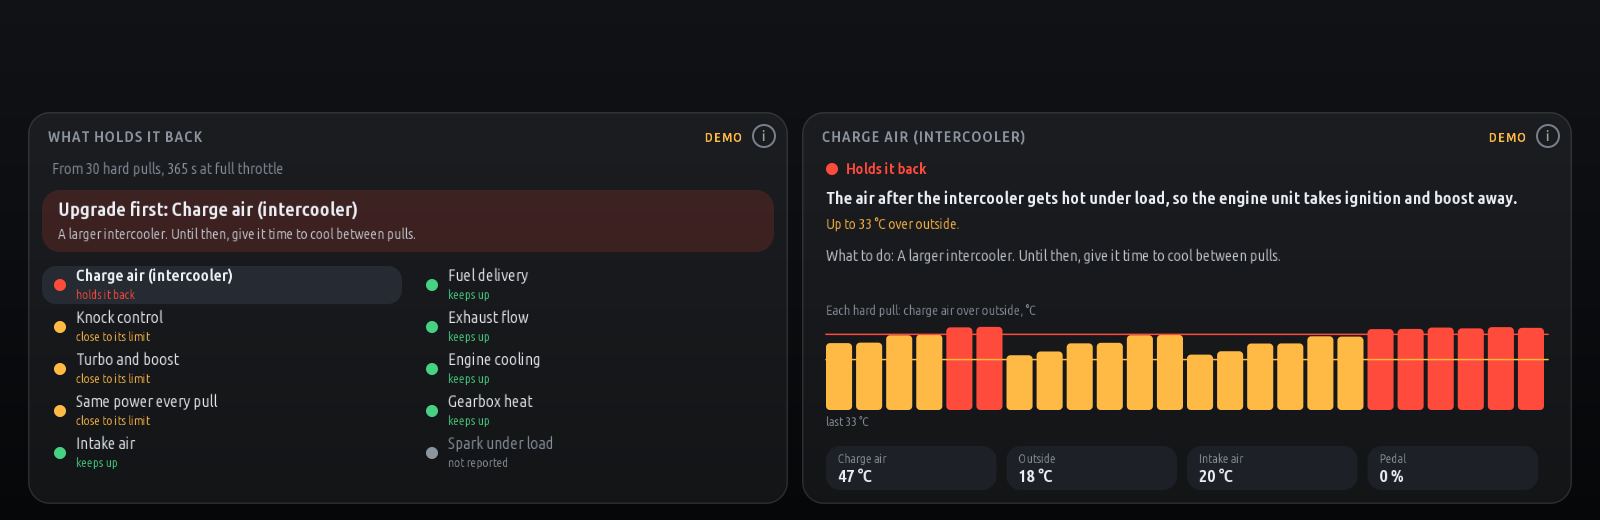 WHAT HOLDS IT BACK
DEMO
i
From 30 hard pulls, 365 s at full throttle
Upgrade first: Charge air (intercooler)
A larger intercooler. Until then, give it time to cool between pulls.
Charge air (intercooler)
holds it back
Knock control
close to its limit
Turbo and boost
close to its limit
Same power every pull
close to its limit
Intake air
keeps up
Fuel delivery
keeps up
Exhaust flow
keeps up
Engine cooling
keeps up
Gearbox heat
keeps up
Spark under load
not reported
CHARGE AIR (INTERCOOLER)
DEMO
i
Holds it back
The air after the intercooler gets hot under load, so the engine unit takes ignition and boost away.
Up to 33 °C over outside.
What to do: A larger intercooler. Until then, give it time to cool between pulls.
Each hard pull: charge air over outside, °C
last 33 °C
Charge air
47 °C
Outside
18 °C
Intake air
20 °C
Pedal
0 %